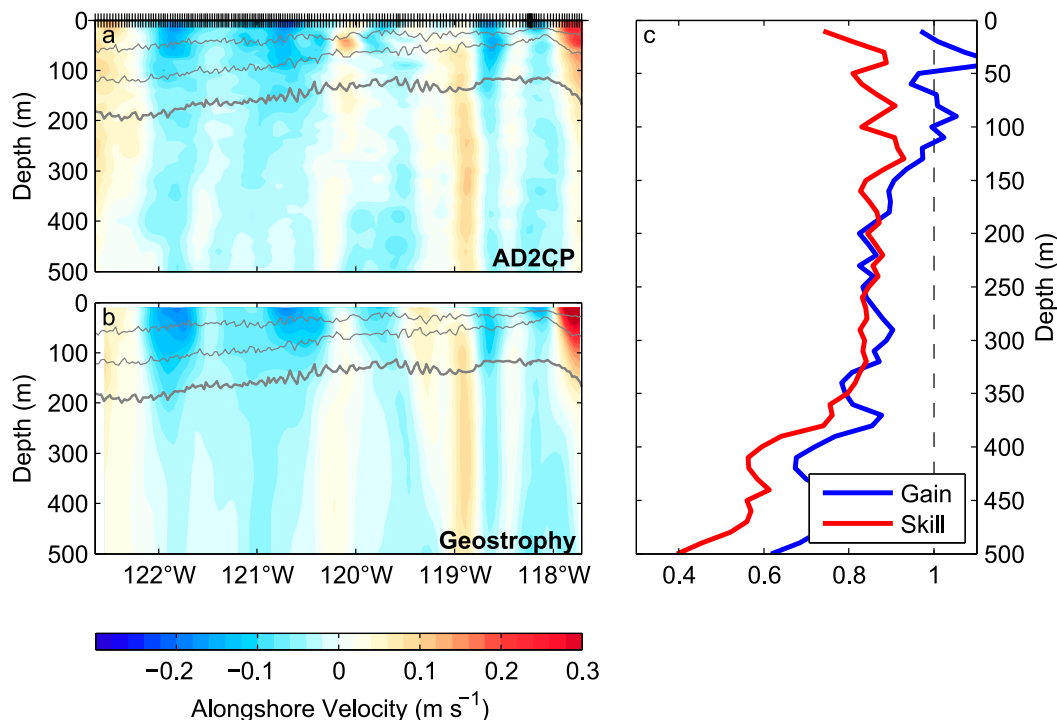 a
0
100
200
300
400
500
Depth (m)
AD2CP
b
0
100
200
300
400
500
Depth (m)
Geostrophy
122°W
121°W
120°W
119°W
118°W
−0.2
−0.1
0
0.1
0.2
0.3
Alongshore Velocity (m s⁻¹)
c
0
50
100
150
200
250
300
350
400
450
500
Depth (m)
Gain
Skill
0.4
0.6
0.8
1